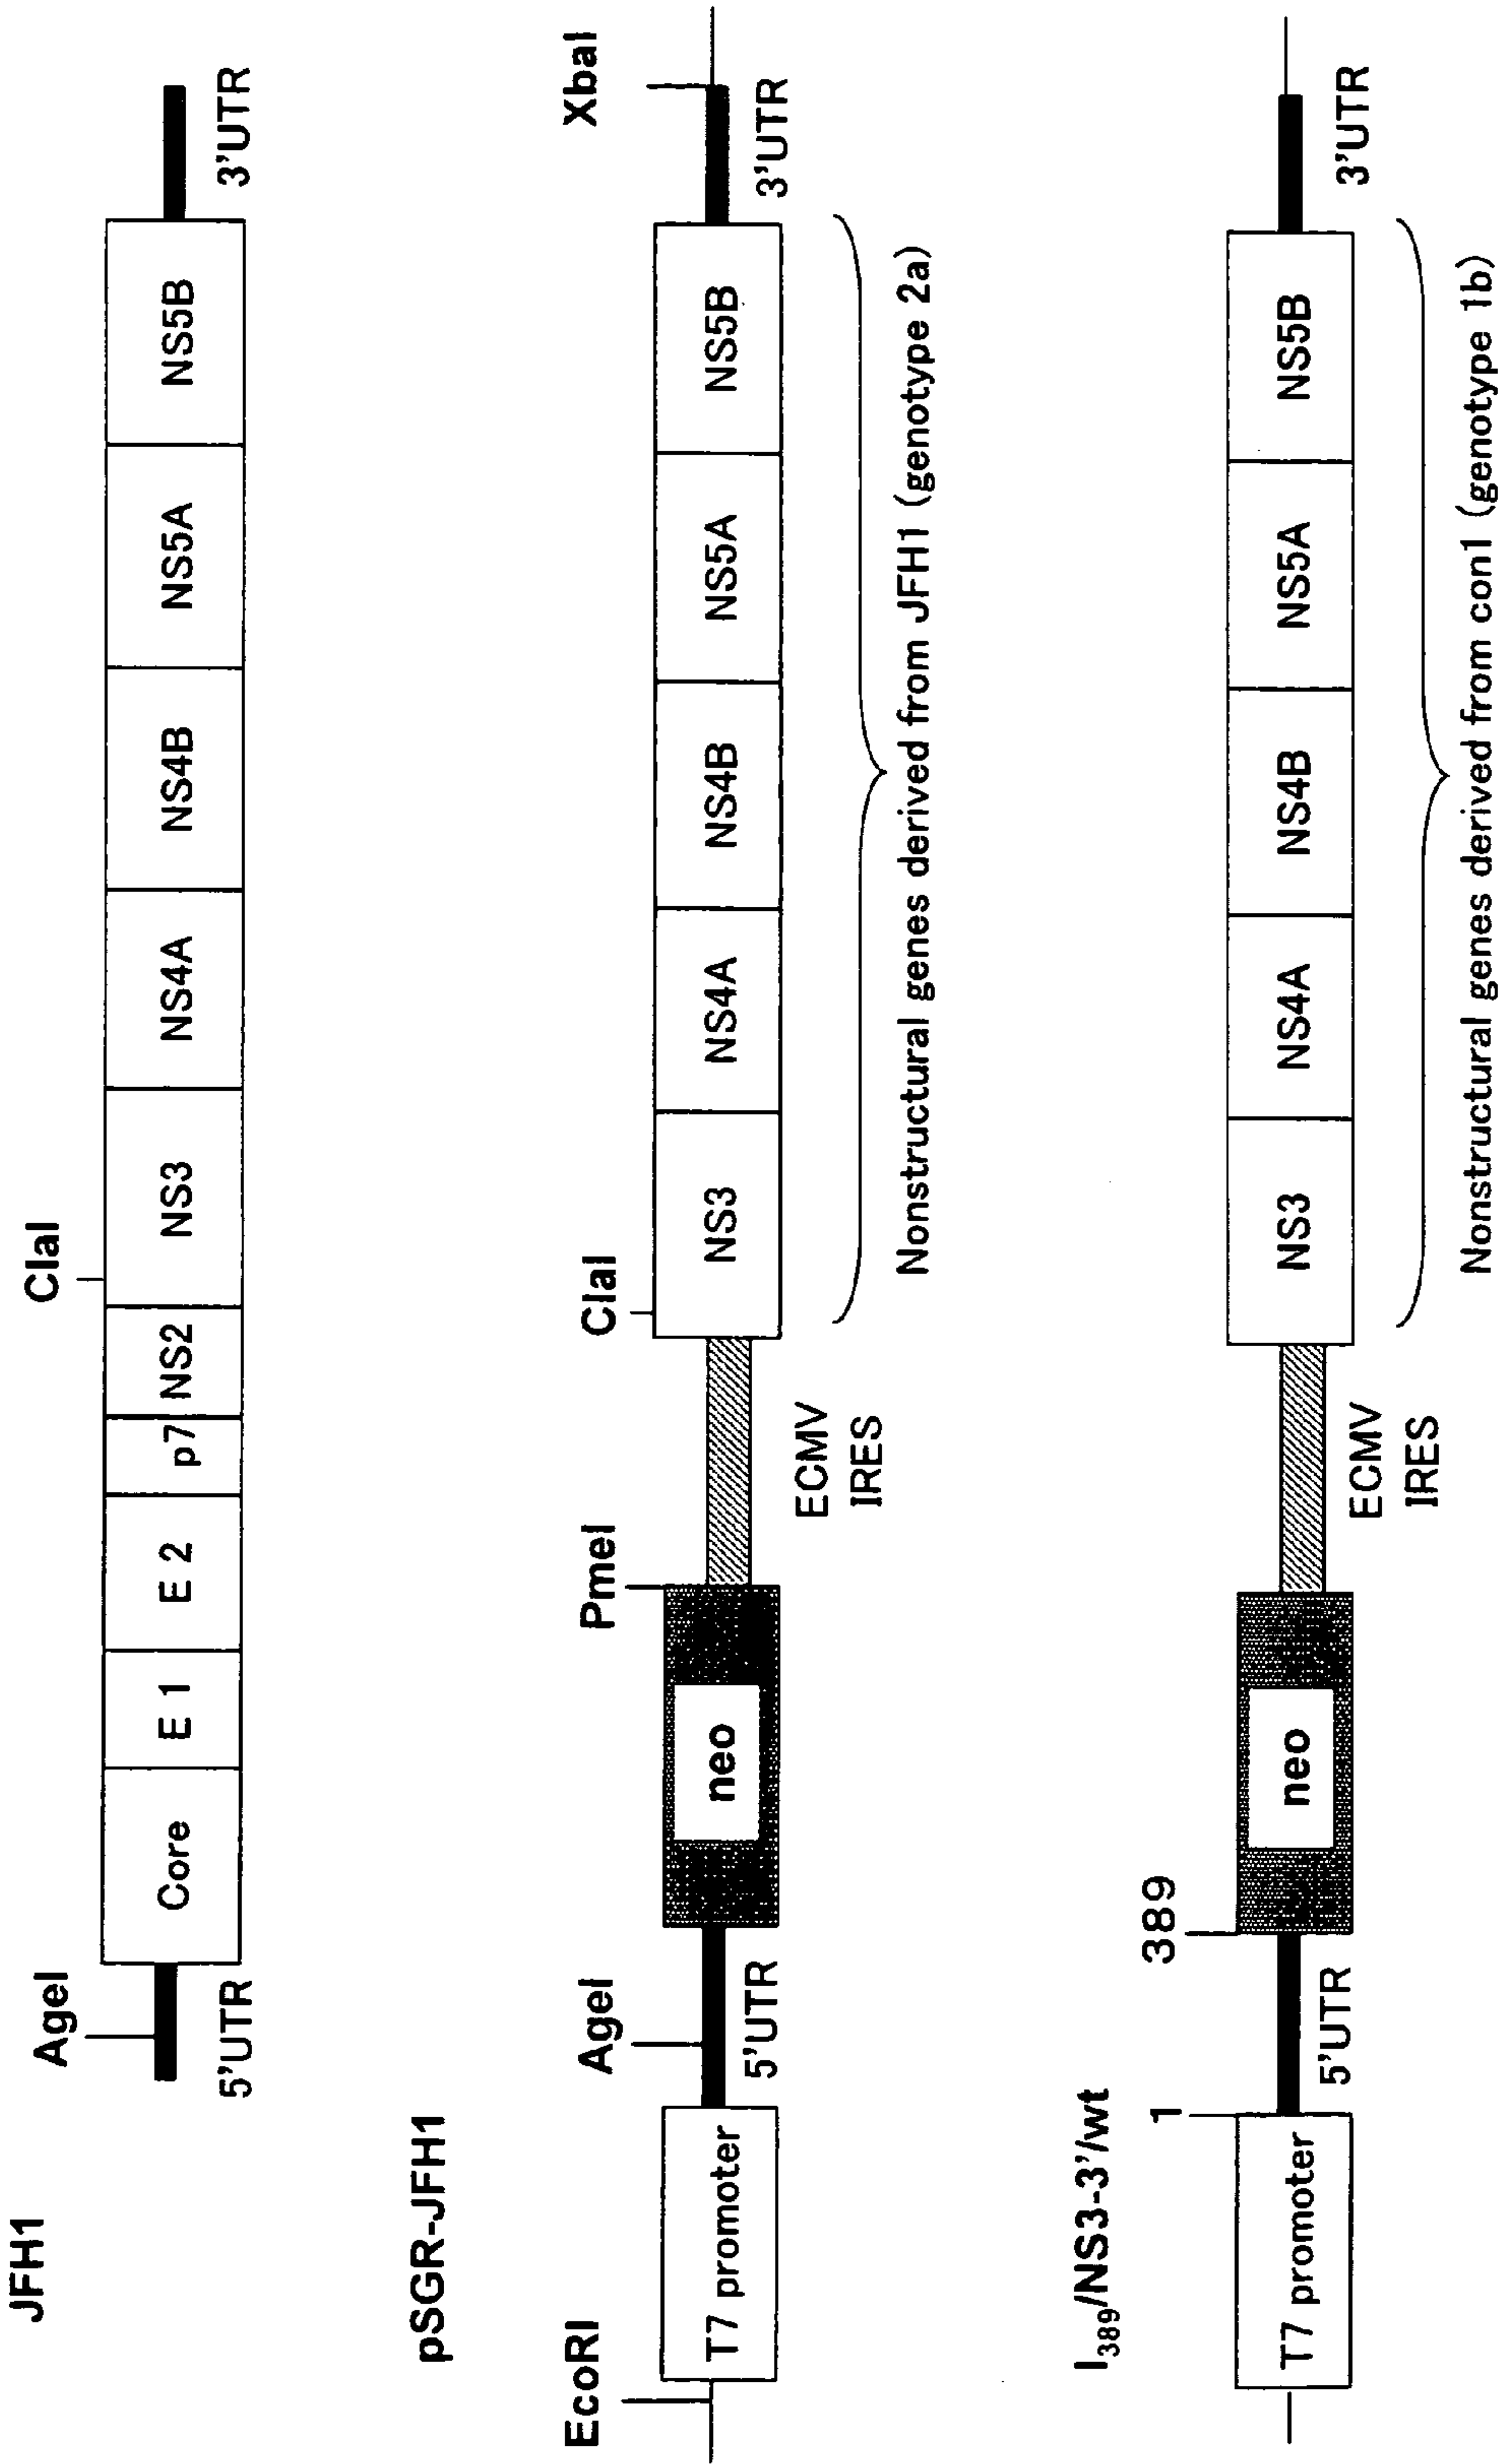 JFH1
AgeI
ClaI
Core
E 1
E 2
p7
NS2
NS3
NS4A
NS4B
NS5A
NS5B
5'UTR
3'UTR
pSGR-JFH1
EcoRI
AgeI
PmeI
ClaI
XbaI
T7 promoter
neo
NS3
NS4A
NS4B
NS5A
NS5B
5'UTR
ECMV
IRES
3'UTR
Nonstructural genes derived from JFH1 (genotype 2a)
I389/NS3-3'/wt
1
389
T7 promoter
neo
NS3
NS4A
NS4B
NS5A
NS5B
5'UTR
ECMV
IRES
3'UTR
Nonstructural genes derived from con1 (genotype 1b)